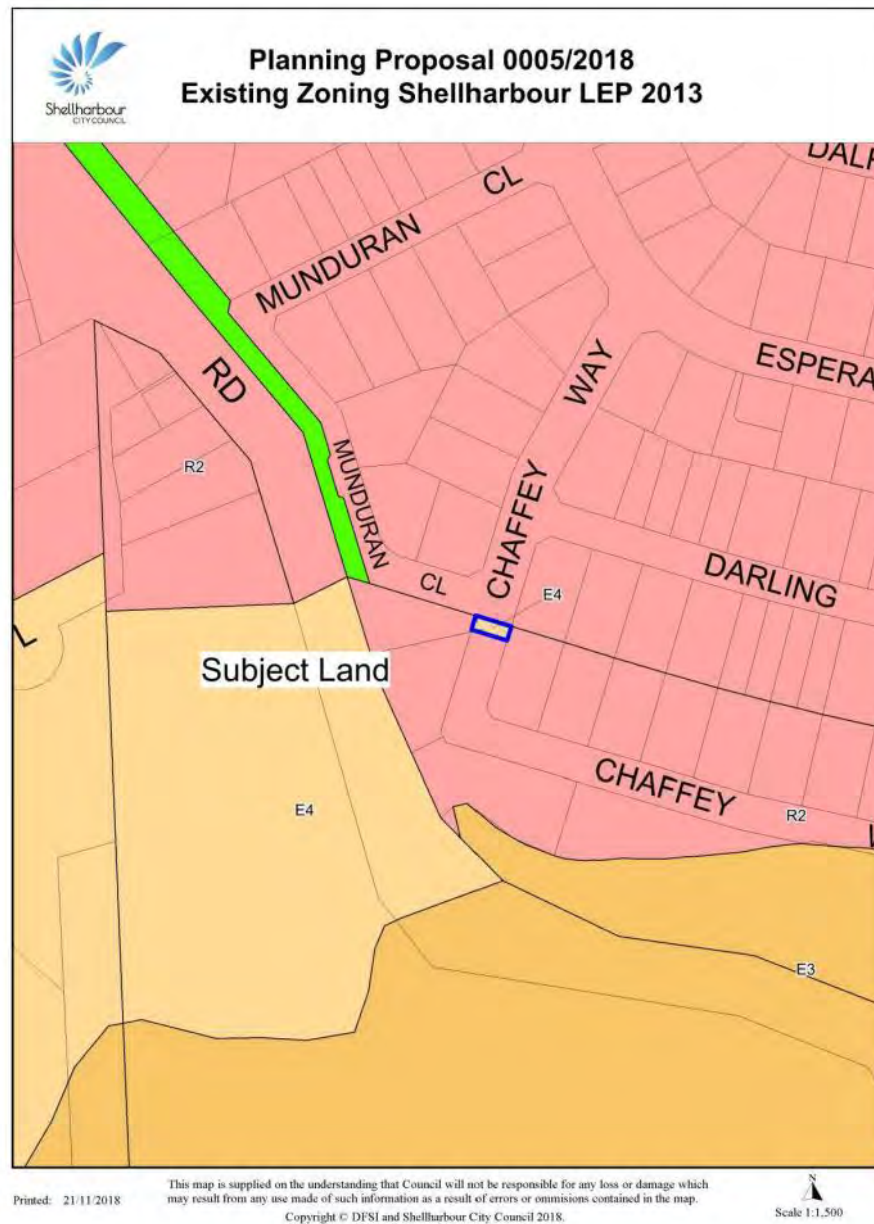 Planning Proposal 0005/2018
Existing Zoning Shellharbour LEP 2013
Shellharbour
CITY COUNCIL
MUNDURAN
CL
RD
WAY
ESPERA
R2
MUNDURAN
CHAFFEY
CL
E4
DARLING
L
Subject Land
E4
CHAFFEY
R2
E3
Printed: 21/11/2018
This map is supplied on the understanding that Council will not be responsible for any loss or damage which
may result from any use made of such information as a result of errors or ommisions contained in the map.
Copyright © DFSI and Shellharbour City Council 2018.
N
Scale 1:1,500